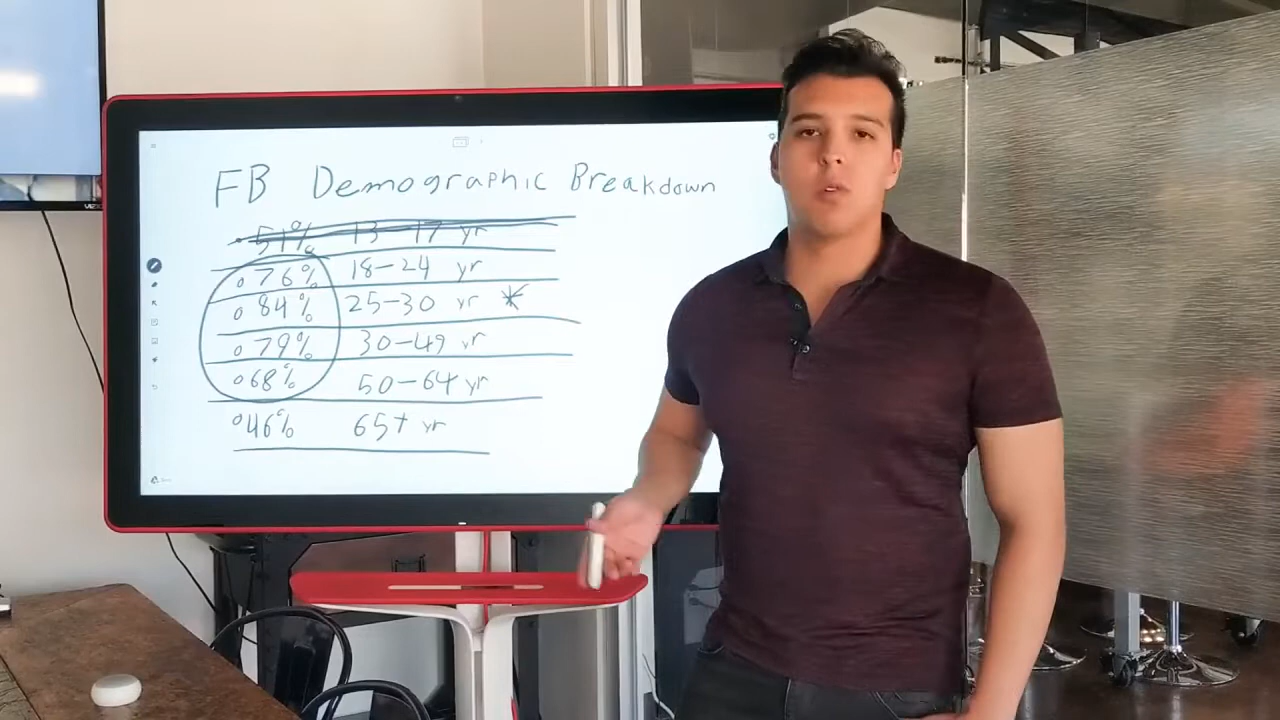 VIZIO
FB Demographic Breakdown
51% 13-17 yr
76% 18-24 yr
84% 25-30 yr *
79% 30-49 yr
68% 50-64 yr
46% 65+ yr